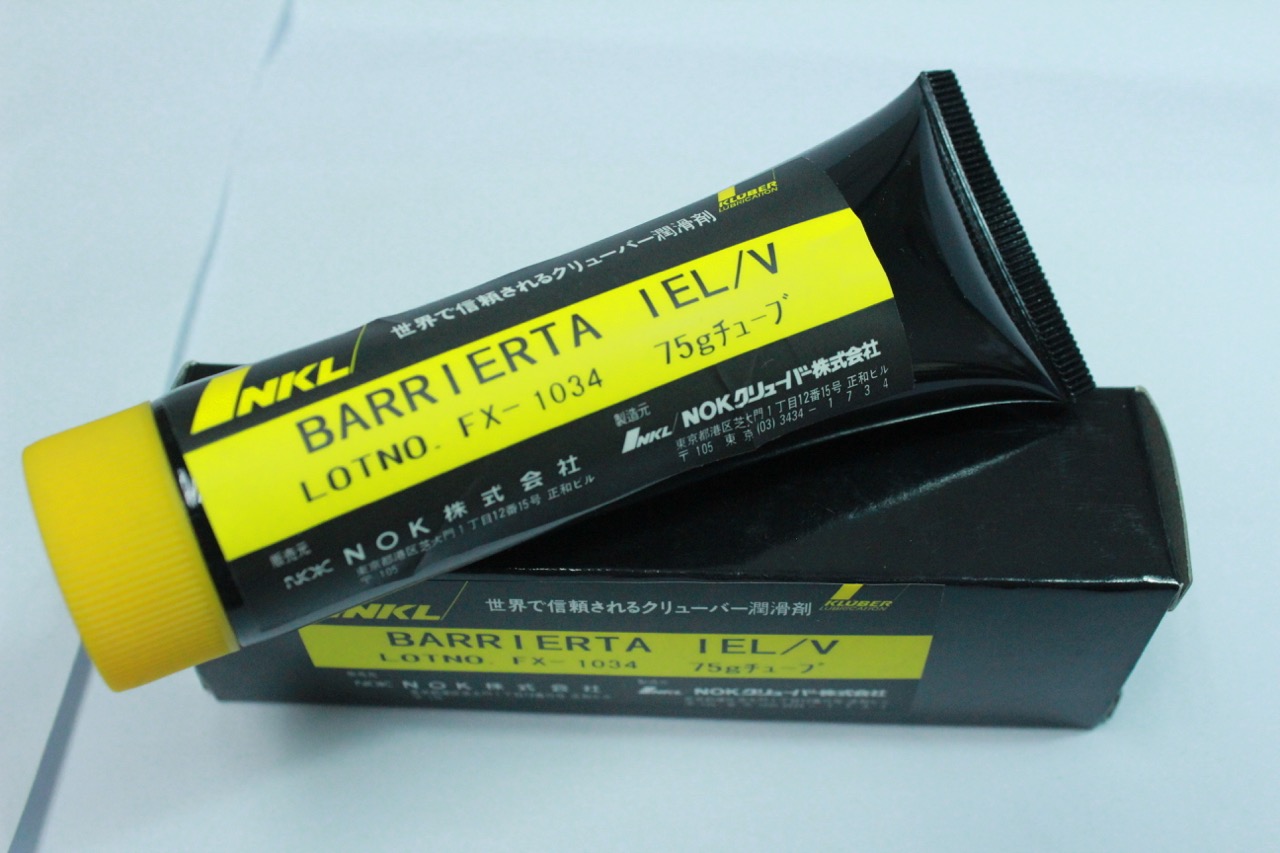 KLUBER
LUBRICATION
NKL
世界で信頼されるクリューバー潤滑剤
BARRIERTA IEL/V
LOTNO. FX-1034 75gチューブ
販売元
NOK NOK株式会社
東京都港区芝大門1丁目12番15号 正和ビル
〒105
製造元
NKL/NOKクリューバー株式会社
東京都港区芝大門1丁目12番15号 正和ビル
〒105 東京(03)3434-1734
NKL
世界で信頼されるクリューバー潤滑剤
KLUBER
LUBRICATION
BARRIERTA IEL/V
LOTNO. FX-1034 75gチューブ
NOK NOK株式会社
NKL NOKクリューバー株式会社